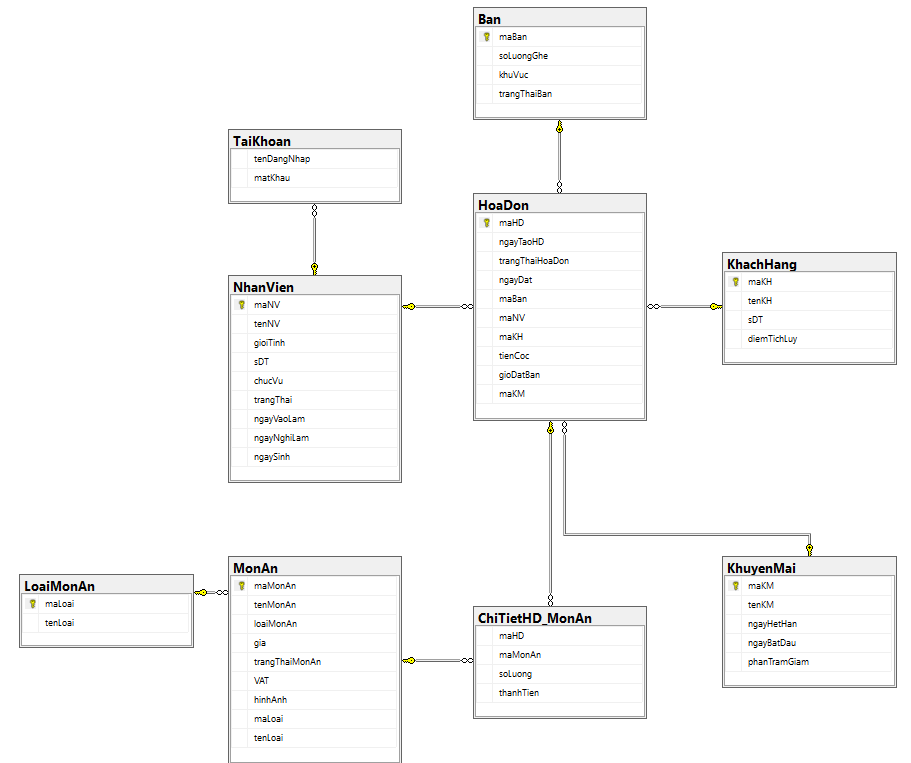 Ban
maBan
soLuongGhe
khuVuc
trangThaiBan
TaiKhoan
tenDangNhap
matKhau
HoaDon
maHD
ngayTaoHD
trangThaiHoaDon
ngayDat
maBan
maNV
maKH
tienCoc
gioDatBan
maKM
KhachHang
maKH
tenKH
sDT
diemTichLuy
NhanVien
maNV
tenNV
gioiTinh
sDT
chucVu
trangThai
ngayVaoLam
ngayNghiLam
ngaySinh
LoaiMonAn
maLoai
tenLoai
MonAn
maMonAn
tenMonAn
loaiMonAn
gia
trangThaiMonAn
VAT
hinhAnh
maLoai
tenLoai
ChiTietHD_MonAn
maHD
maMonAn
soLuong
thanhTien
KhuyenMai
maKM
tenKM
ngayHetHan
ngayBatDau
phanTramGiam